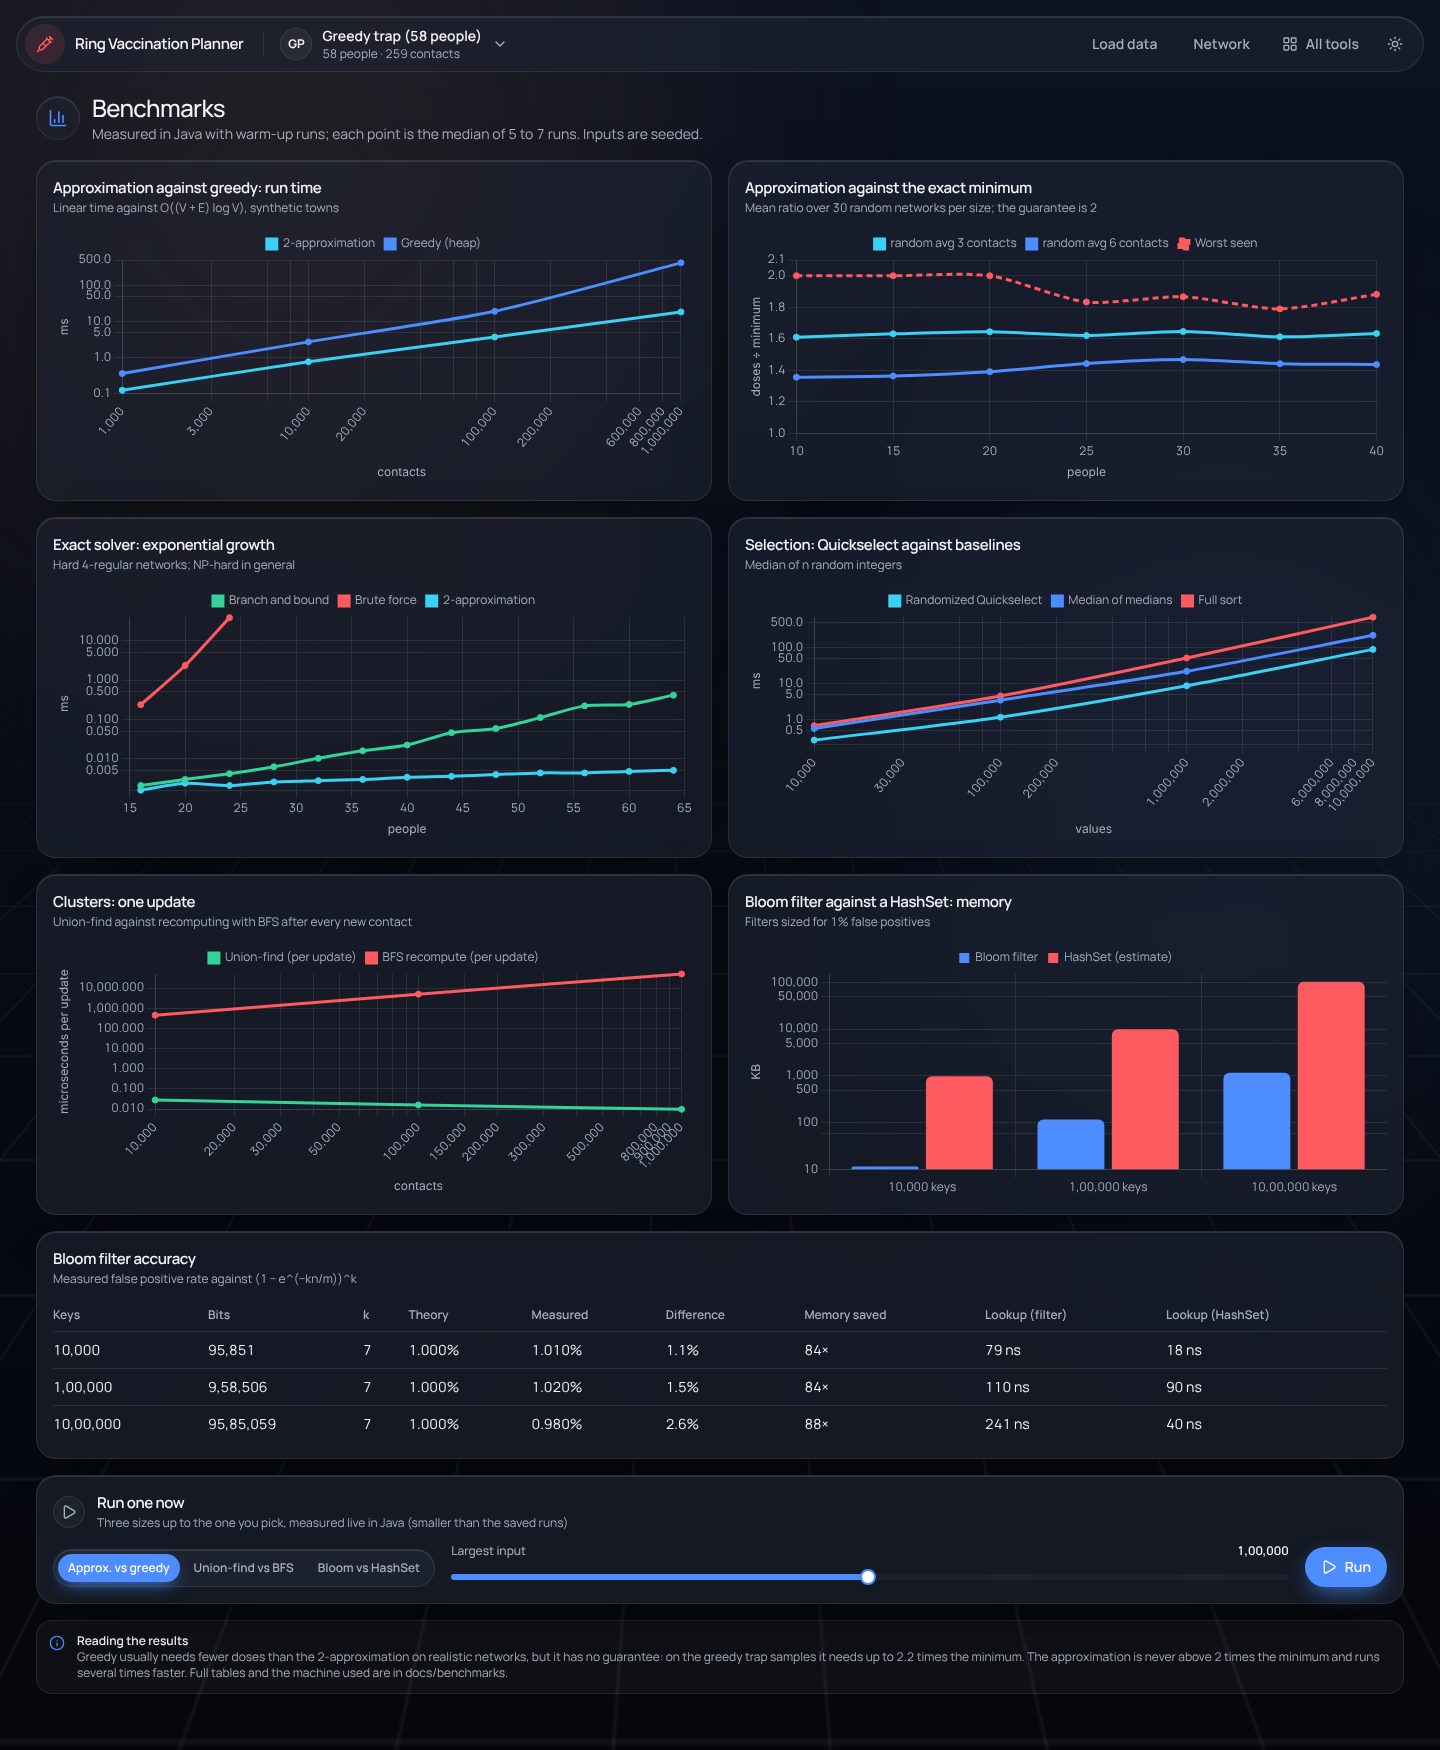 Ring Vaccination Planner
GP
Greedy trap (58 people)
58 people · 259 contacts
Load data
Network
All tools
Benchmarks
Measured in Java with warm-up runs; each point is the median of 5 to 7 runs. Inputs are seeded.
Approximation against greedy: run time
Linear time against O((V + E) log V), synthetic towns
2-approximation
Greedy (heap)
500.0
100.0
50.0
10.0
5.0
1.0
0.1
ms
1,000
3,000
10,000
20,000
100,000
200,000
600,000
800,000
1,000,000
contacts
Approximation against the exact minimum
Mean ratio over 30 random networks per size; the guarantee is 2
random avg 3 contacts
random avg 6 contacts
Worst seen
2.1
2.0
1.8
1.6
1.4
1.2
1.0
doses ÷ minimum
10
15
20
25
30
35
40
people
Exact solver: exponential growth
Hard 4-regular networks; NP-hard in general
Branch and bound
Brute force
2-approximation
10.000
5.000
1.000
0.500
0.100
0.050
0.010
0.005
ms
15
20
25
30
35
40
45
50
55
60
65
people
Selection: Quickselect against baselines
Median of n random integers
Randomized Quickselect
Median of medians
Full sort
500.0
100.0
50.0
10.0
5.0
1.0
0.5
ms
10,000
30,000
100,000
200,000
1,000,000
2,000,000
6,000,000
8,000,000
10,000,000
values
Clusters: one update
Union-find against recomputing with BFS after every new contact
Union-find (per update)
BFS recompute (per update)
10,000.000
1,000.000
100.000
10.000
1.000
0.100
0.010
microseconds per update
10,000
20,000
30,000
50,000
100,000
150,000
200,000
300,000
500,000
800,000
900,000
1,000,000
contacts
Bloom filter against a HashSet: memory
Filters sized for 1% false positives
Bloom filter
HashSet (estimate)
100,000
50,000
10,000
5,000
1,000
500
100
10
KB
10,000 keys
1,00,000 keys
10,00,000 keys
Bloom filter accuracy
Measured false positive rate against (1 − e^(−kn/m))^k
Keys Bits k Theory Measured Difference Memory saved Lookup (filter) Lookup (HashSet)
10,000 95,851 7 1.000% 1.010% 1.1% 84× 79 ns 18 ns
1,00,000 9,58,506 7 1.000% 1.020% 1.5% 84× 110 ns 90 ns
10,00,000 95,85,059 7 1.000% 0.980% 2.6% 88× 241 ns 40 ns
Run one now
Three sizes up to the one you pick, measured live in Java (smaller than the saved runs)
Approx. vs greedy
Union-find vs BFS
Bloom vs HashSet
Largest input
1,00,000
Run
Reading the results
Greedy usually needs fewer doses than the 2-approximation on realistic networks, but it has no guarantee: on the greedy trap samples it needs up to 2.2 times the minimum. The approximation is never above 2 times the minimum and runs
several times faster. Full tables and the machine used are in docs/benchmarks.